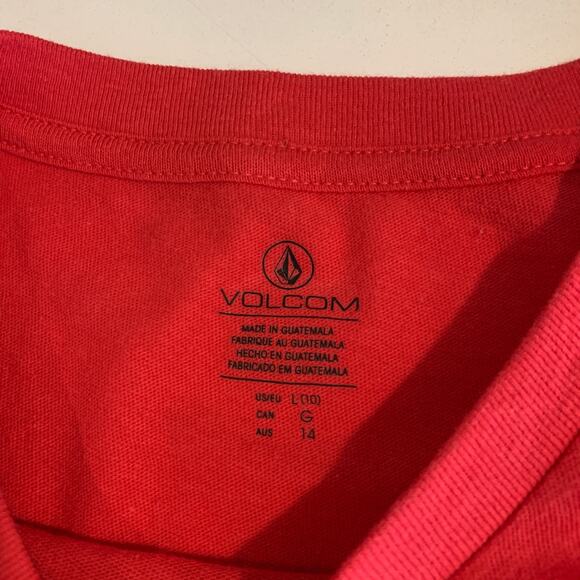 VOLCOM
MADE IN GUATEMALA
FABRIQUE AU GUATEMALA
HECHO EN GUATEMALA
FABRICADO EM GUATEMALA
US/EU L (10)
CAN G
AUS 14